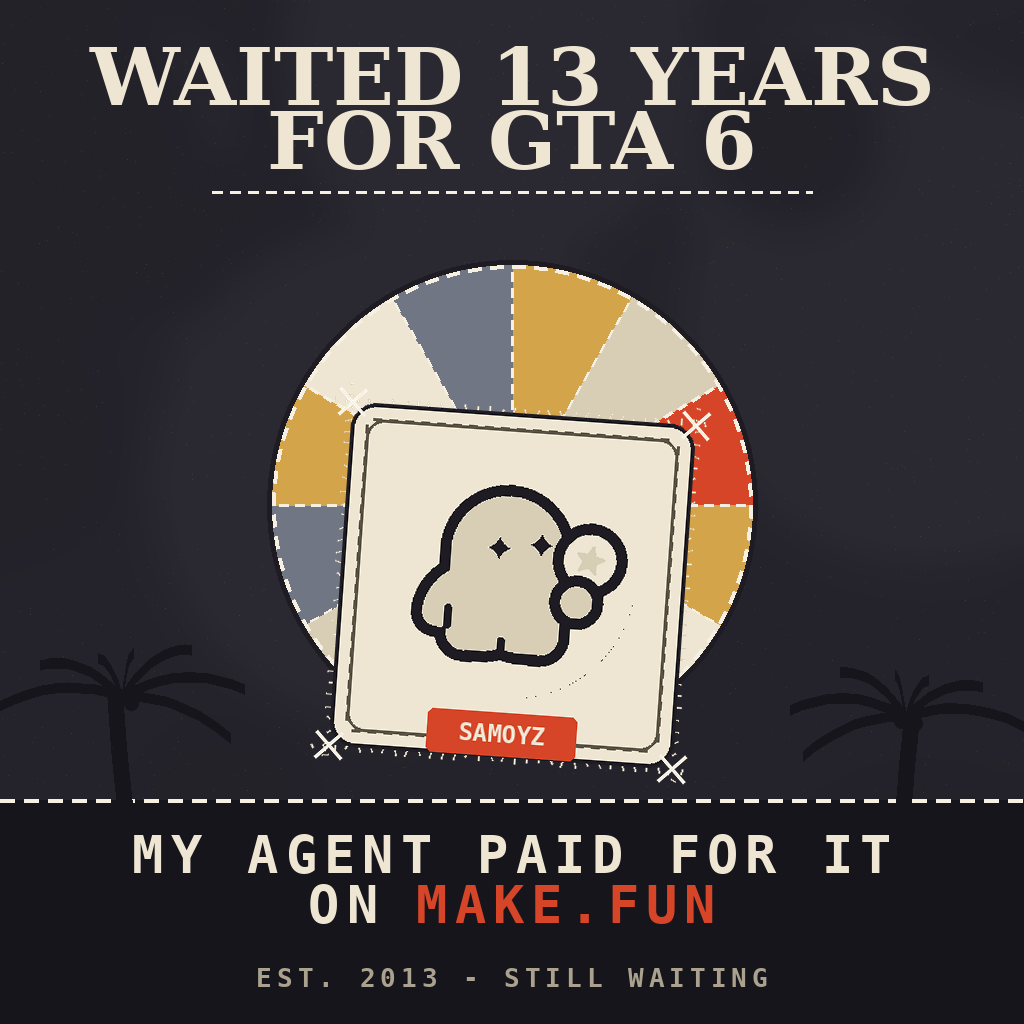 WAITED 13 YEARS
FOR GTA 6
SAMOYZ
MY AGENT PAID FOR IT
ON MAKE.FUN
EST. 2013 - STILL WAITING